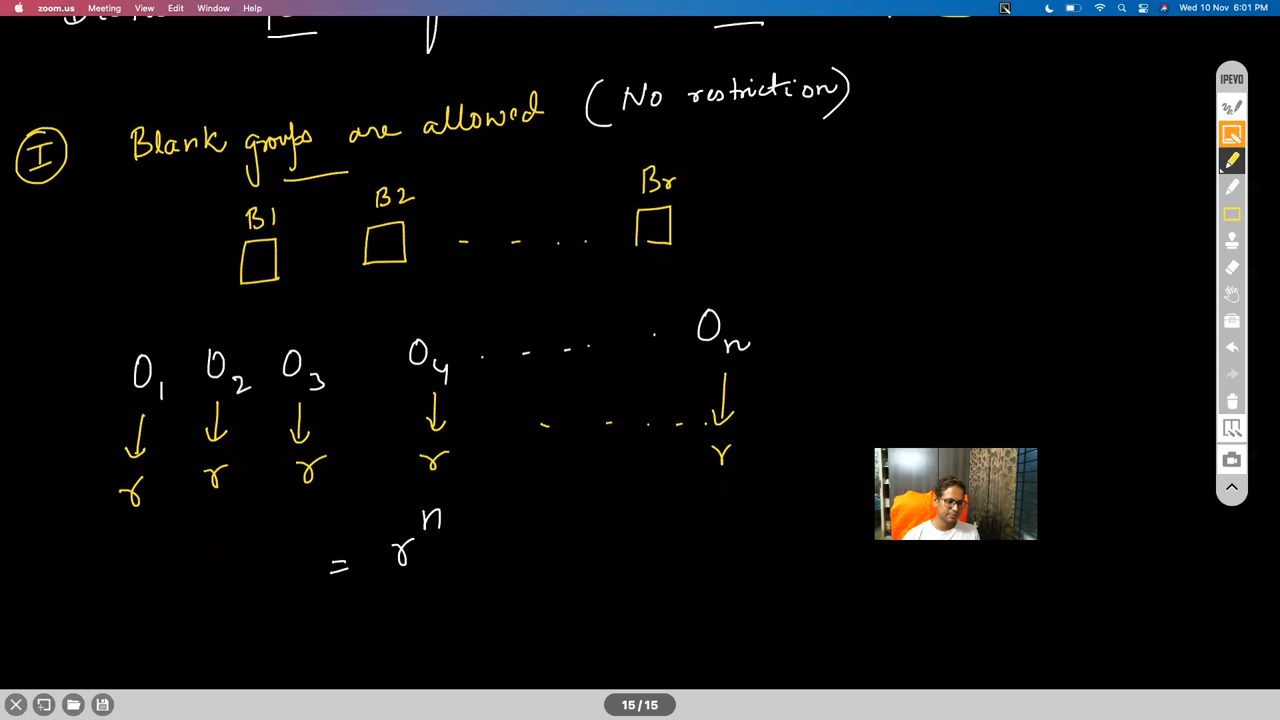 zoom.us Meeting View Edit Window Help Wed 10 Nov 6:01 PM
IPEVO
(No restriction)
I Blank groups are allowed
B1 B2 - - . . Br
O1 O2 O3 O4 . - - . . On
↓ ↓ ↓ ↓ - - . - . ↓
r r r r r
= r^n
15/15